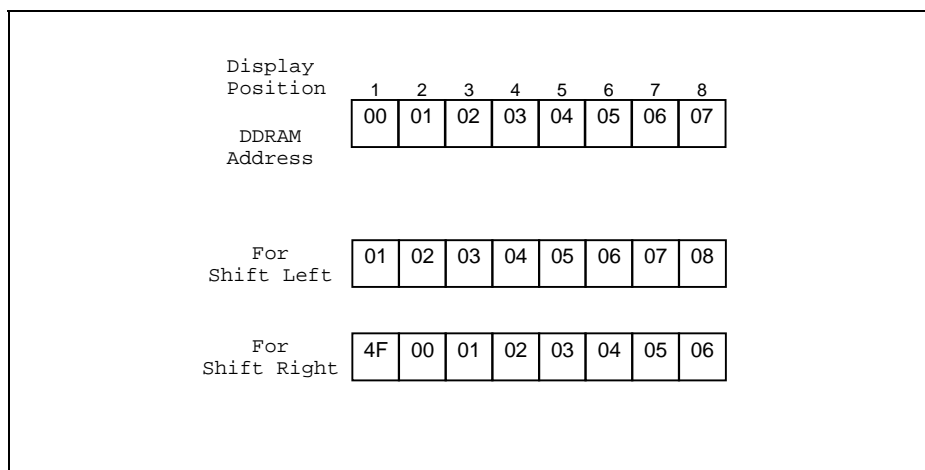 Display
Position
1 2 3 4 5 6 7 8
00 01 02 03 04 05 06 07
DDRAM
Address
For
Shift Left
01 02 03 04 05 06 07 08
For
Shift Right
4F 00 01 02 03 04 05 06